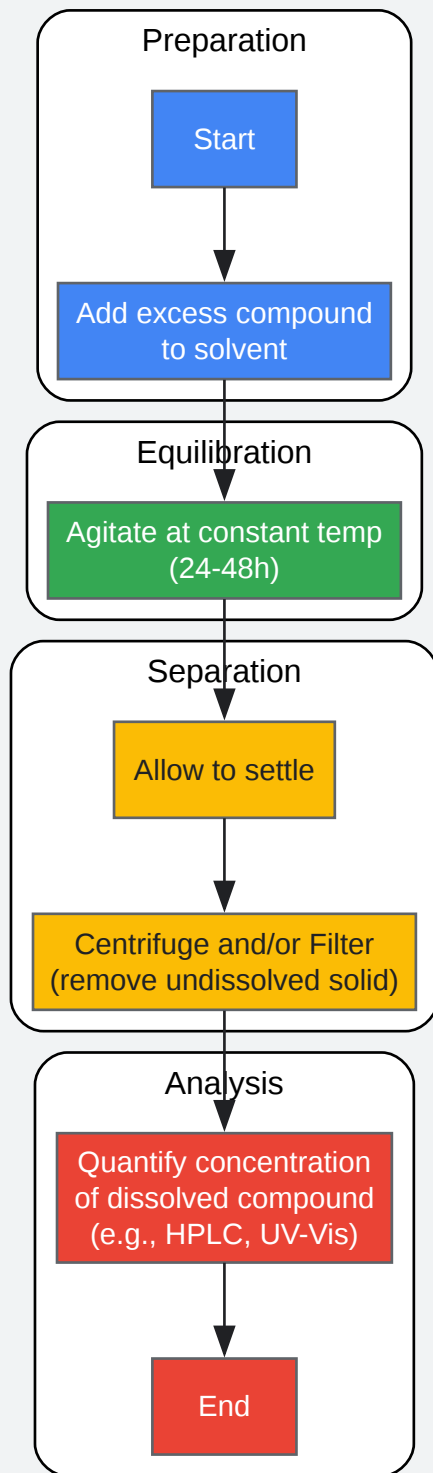 Preparation
Start
Add excess compound
to solvent
Equilibration
Agitate at constant temp
(24-48h)
Separation
Allow to settle
Centrifuge and/or Filter
(remove undissolved solid)
Analysis
Quantify concentration
of dissolved compound
(e.g., HPLC, UV-Vis)
End